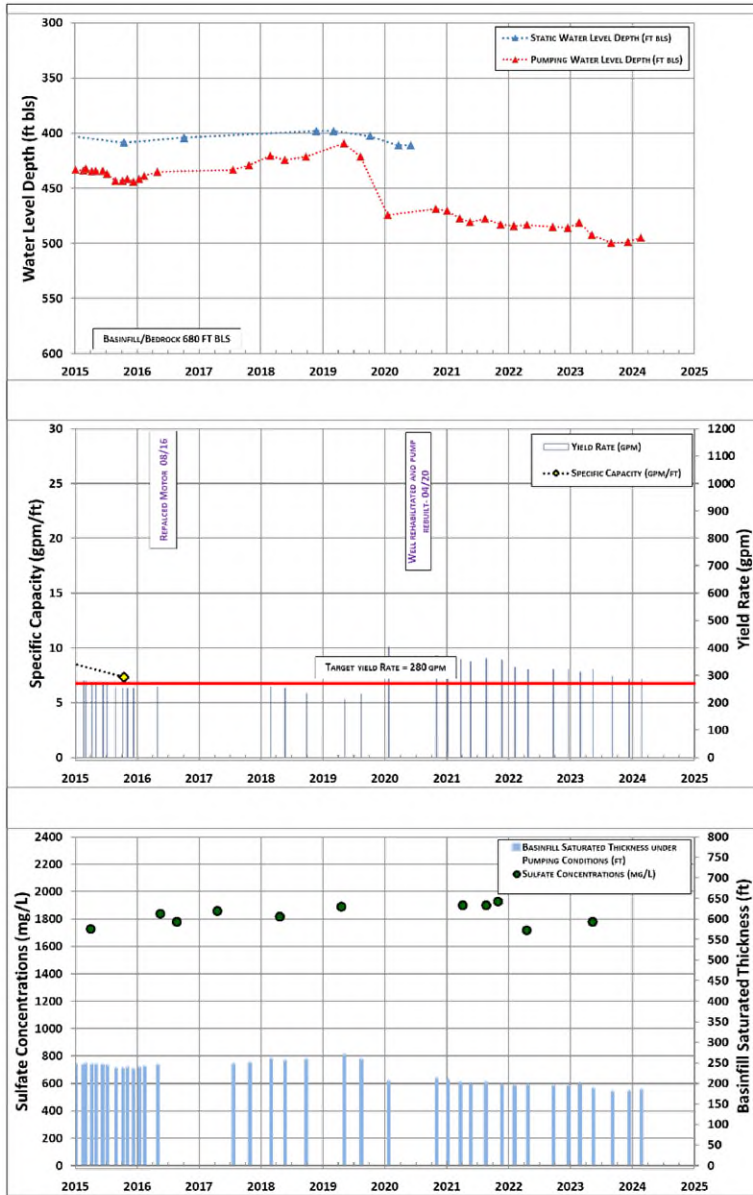 300
350
400
450
500
550
600
Water Level Depth (ft bls)
Static Water Level Depth (ft bls)
Pumping Water Level Depth (ft bls)
Basinfill/Bedrock 680 ft bls
2015 2016 2017 2018 2019 2020 2021 2022 2023 2024 2025
30
25
20
15
10
5
0
Specific Capacity (gpm/ft)
Repalced Motor 08/16
Well rehabilitated and pump
rebuilt- 04/20
Yield Rate (gpm)
Specific Capacity (gpm/ft)
Target yield Rate = 280 gpm
1200
1100
1000
900
800
700
600
500
400
300
200
100
0
Yield Rate (gpm)
2015 2016 2017 2018 2019 2020 2021 2022 2023 2024 2025
2400
2200
2000
1800
1600
1400
1200
1000
800
600
400
200
0
Sulfate Concentrations (mg/L)
Basinfill Saturated Thickness under
Pumping Conditions (ft)
Sulfate Concentrations (mg/L)
800
750
700
650
600
550
500
450
400
350
300
250
200
150
100
50
0
Basinfill Saturated Thickness (ft)
2015 2016 2017 2018 2019 2020 2021 2022 2023 2024 2025